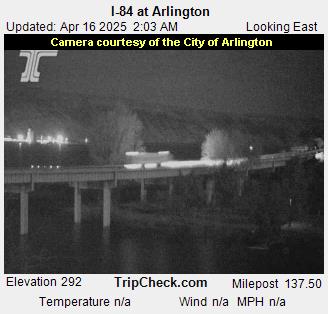 I-84 at Arlington
Updated: Apr 16 2025 2:03 AM Looking East
Camera courtesy of the City of Arlington
Elevation 292 TripCheck.com Milepost 137.50
Temperature n/a Wind n/a MPH n/a